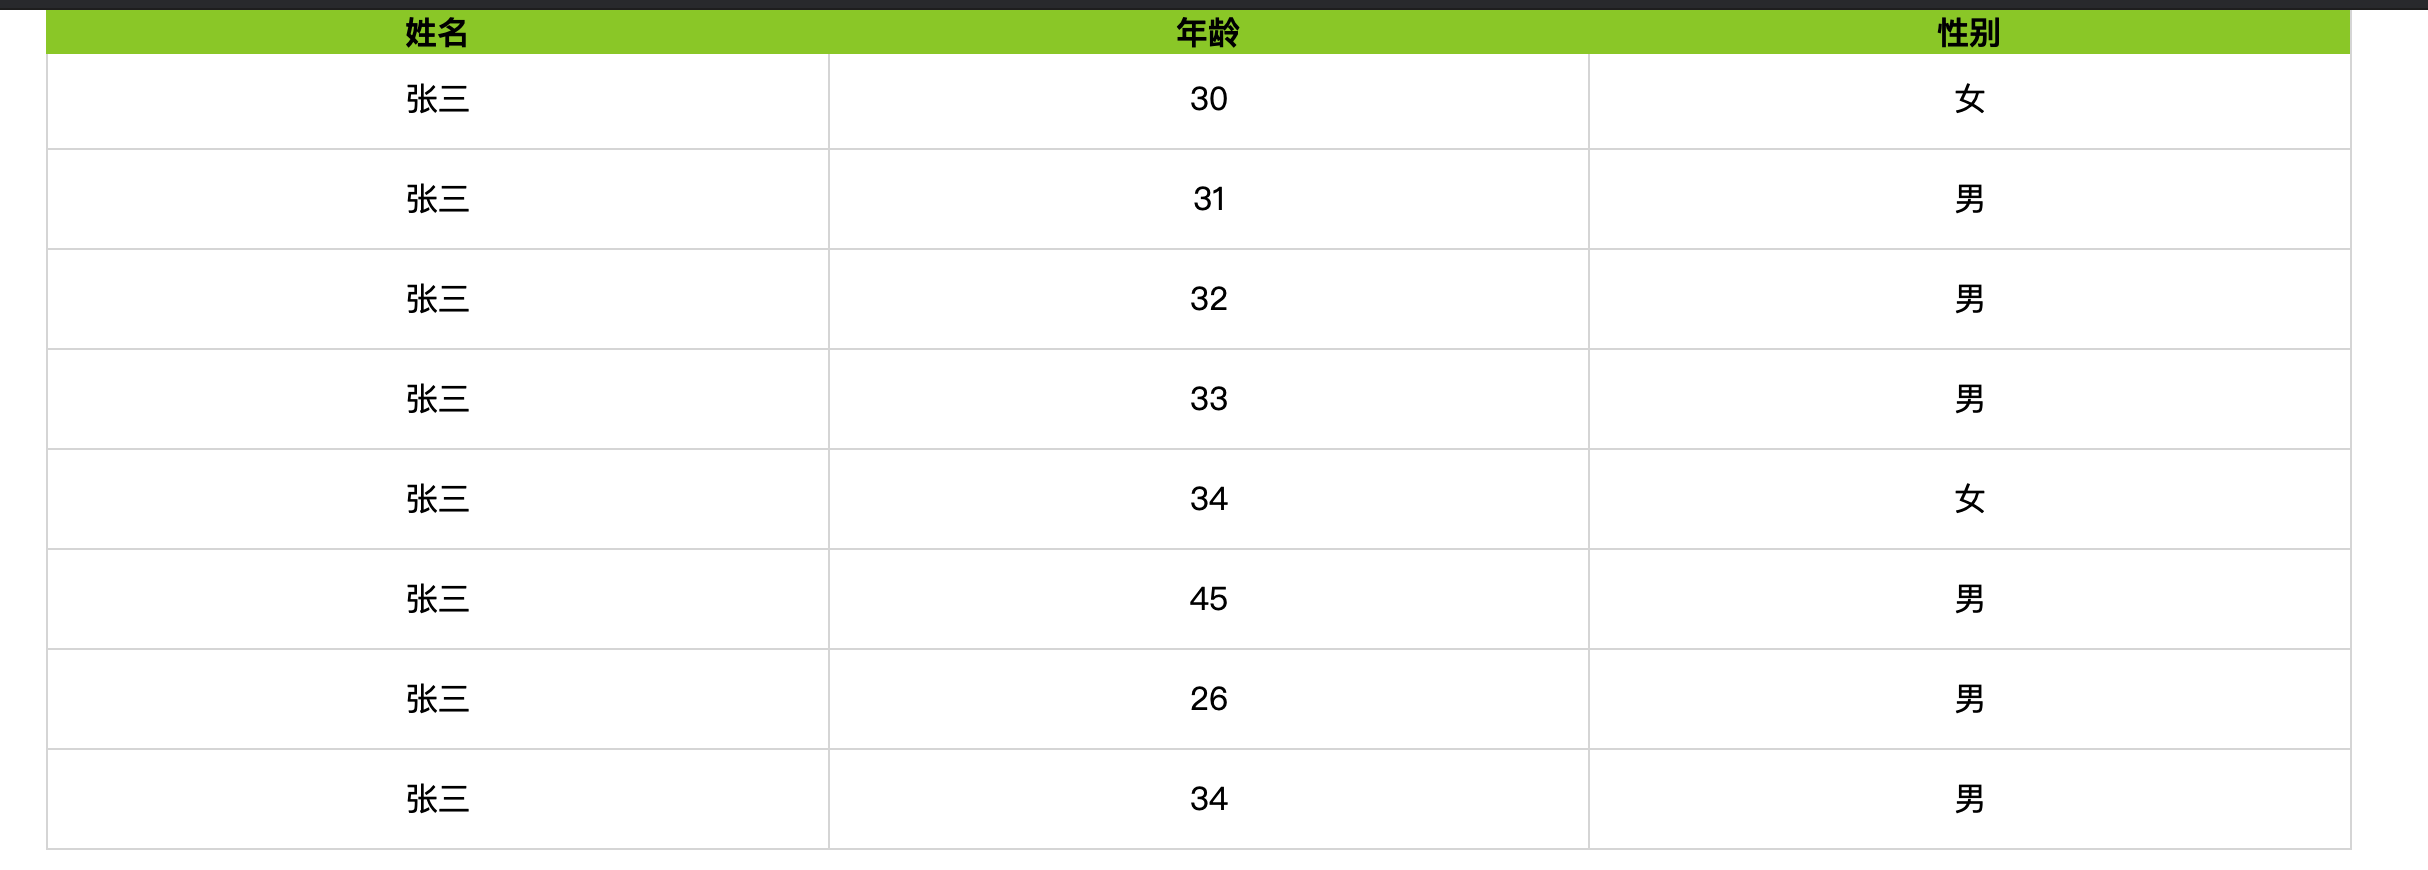 姓名 年龄 性别
张三 30 女
张三 31 男
张三 32 男
张三 33 男
张三 34 女
张三 45 男
张三 26 男
张三 34 男